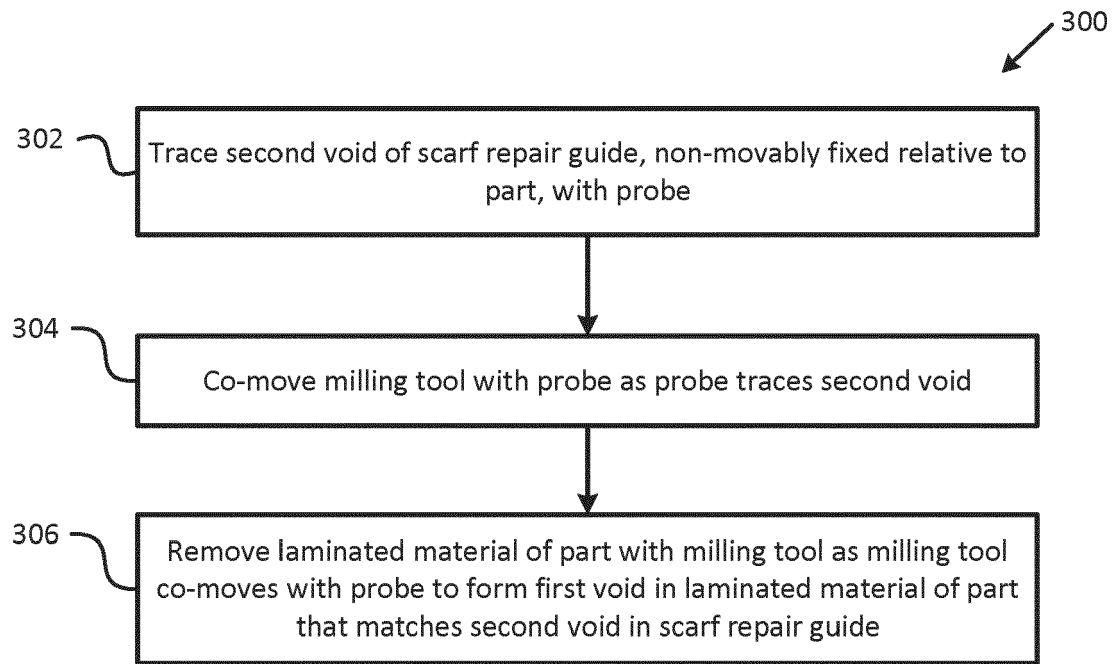 300
302
Trace second void of scarf repair guide, non-movably fixed relative to
part, with probe
304
Co-move milling tool with probe as probe traces second void
306
Remove laminated material of part with milling tool as milling tool
co-moves with probe to form first void in laminated material of part
that matches second void in scarf repair guide